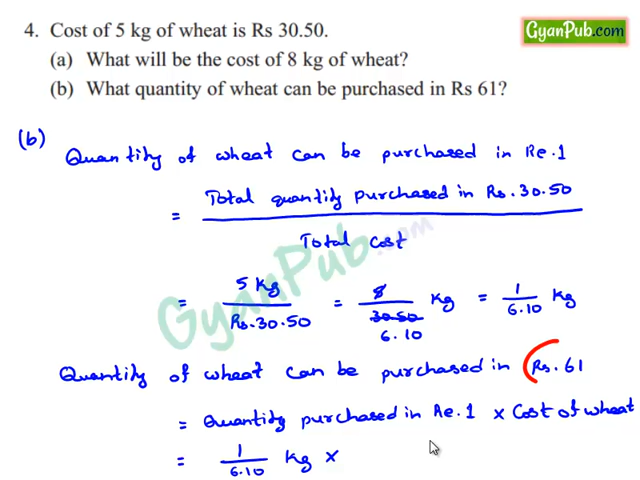 4. Cost of 5 kg of wheat is Rs 30.50.
GyanPub.com
(a) What will be the cost of 8 kg of wheat?
(b) What quantity of wheat can be purchased in Rs 61?
(b)
Quantity of wheat can be purchased in Re.1
= Total quantity purchased in Rs.30.50
Total cost
= 5 Kg / Rs.30.50 = 5 / 30.50 6.10 Kg = 1 / 6.10 Kg
GyanPub.com
Quantity of wheat can be purchased in Rs.61
= Quantity purchased in Re.1 × Cost of wheat
= 1 / 6.10 Kg ×